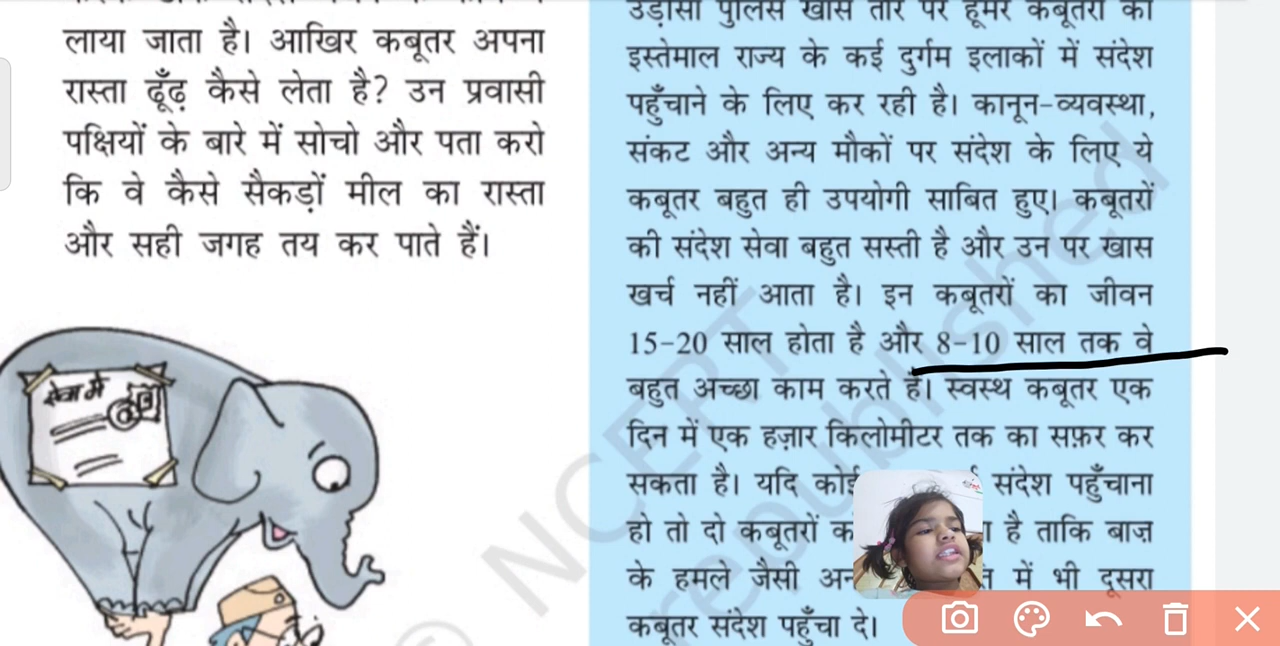 लाया जाता है। आखिर कबूतर अपना
रास्ता ढूँढ़ कैसे लेता है? उन प्रवासी
पक्षियों के बारे में सोचो और पता करो
कि वे कैसे सैकड़ों मील का रास्ता
और सही जगह तय कर पाते हैं।
सेवा में
उड़ीसा पुलिस खास तौर पर हूमर कबूतरों का
इस्तेमाल राज्य के कई दुर्गम इलाकों में संदेश
पहुँचाने के लिए कर रही है। कानून-व्यवस्था,
संकट और अन्य मौकों पर संदेश के लिए ये
कबूतर बहुत ही उपयोगी साबित हुए। कबूतरों
की संदेश सेवा बहुत सस्ती है और उन पर खास
खर्च नहीं आता है। इन कबूतरों का जीवन
15-20 साल होता है और 8-10 साल तक वे
बहुत अच्छा काम करते हैं। स्वस्थ कबूतर एक
दिन में एक हज़ार किलोमीटर तक का सफ़र कर
सकता है। यदि कोई संदेश पहुँचाना
हो तो दो कबूतरों है ताकि बाज़
के हमले जैसी में भी दूसरा
कबूतर संदेश पहुँचा दे।
© NCERT
republished